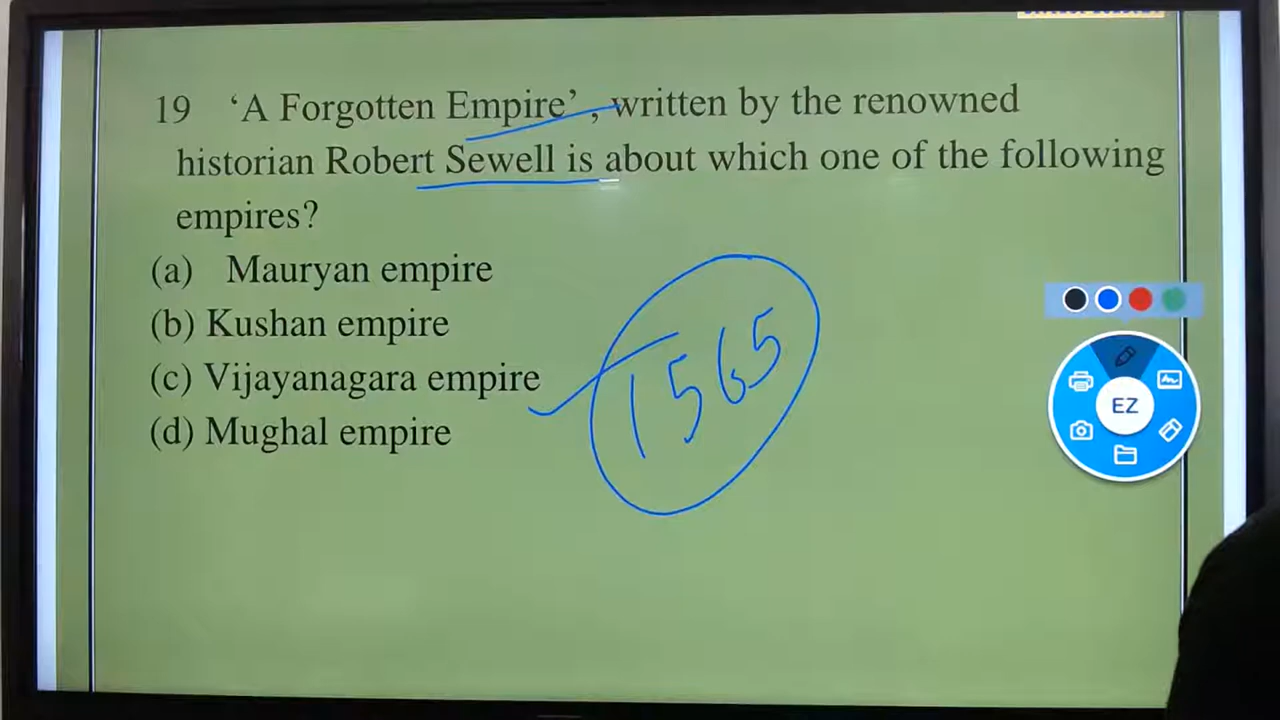 19 ‘A Forgotten Empire’, written by the renowned
historian Robert Sewell is about which one of the following
empires?
(a) Mauryan empire
(b) Kushan empire
(c) Vijayanagara empire
(d) Mughal empire
1565
EZ